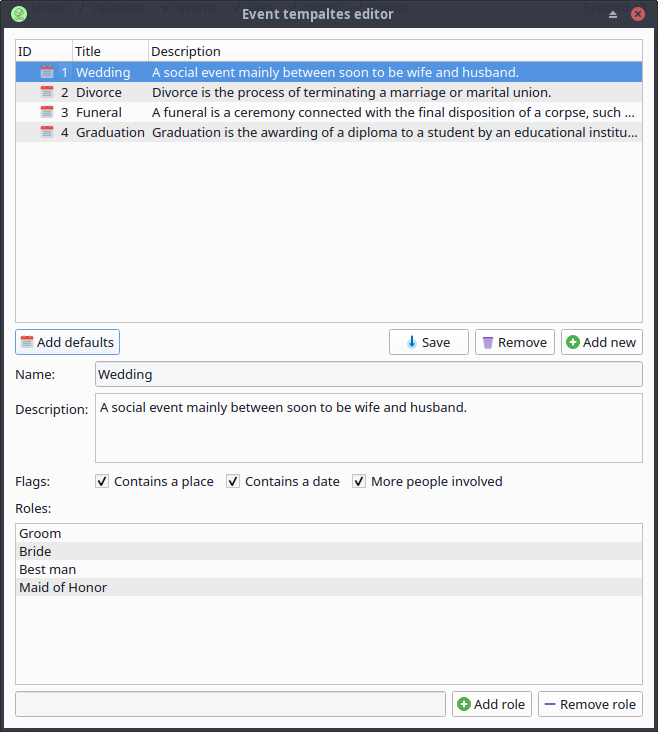 Event tempaltes editor
ID Title Description
1 Wedding A social event mainly between soon to be wife and husband.
2 Divorce Divorce is the process of terminating a marriage or marital union.
3 Funeral A funeral is a ceremony connected with the final disposition of a corpse, such ...
4 Graduation Graduation is the awarding of a diploma to a student by an educational institu...
Add defaults Save Remove Add new
Name: Wedding
Description: A social event mainly between soon to be wife and husband.
Flags: Contains a place Contains a date More people involved
Roles:
Groom
Bride
Best man
Maid of Honor
Add role Remove role